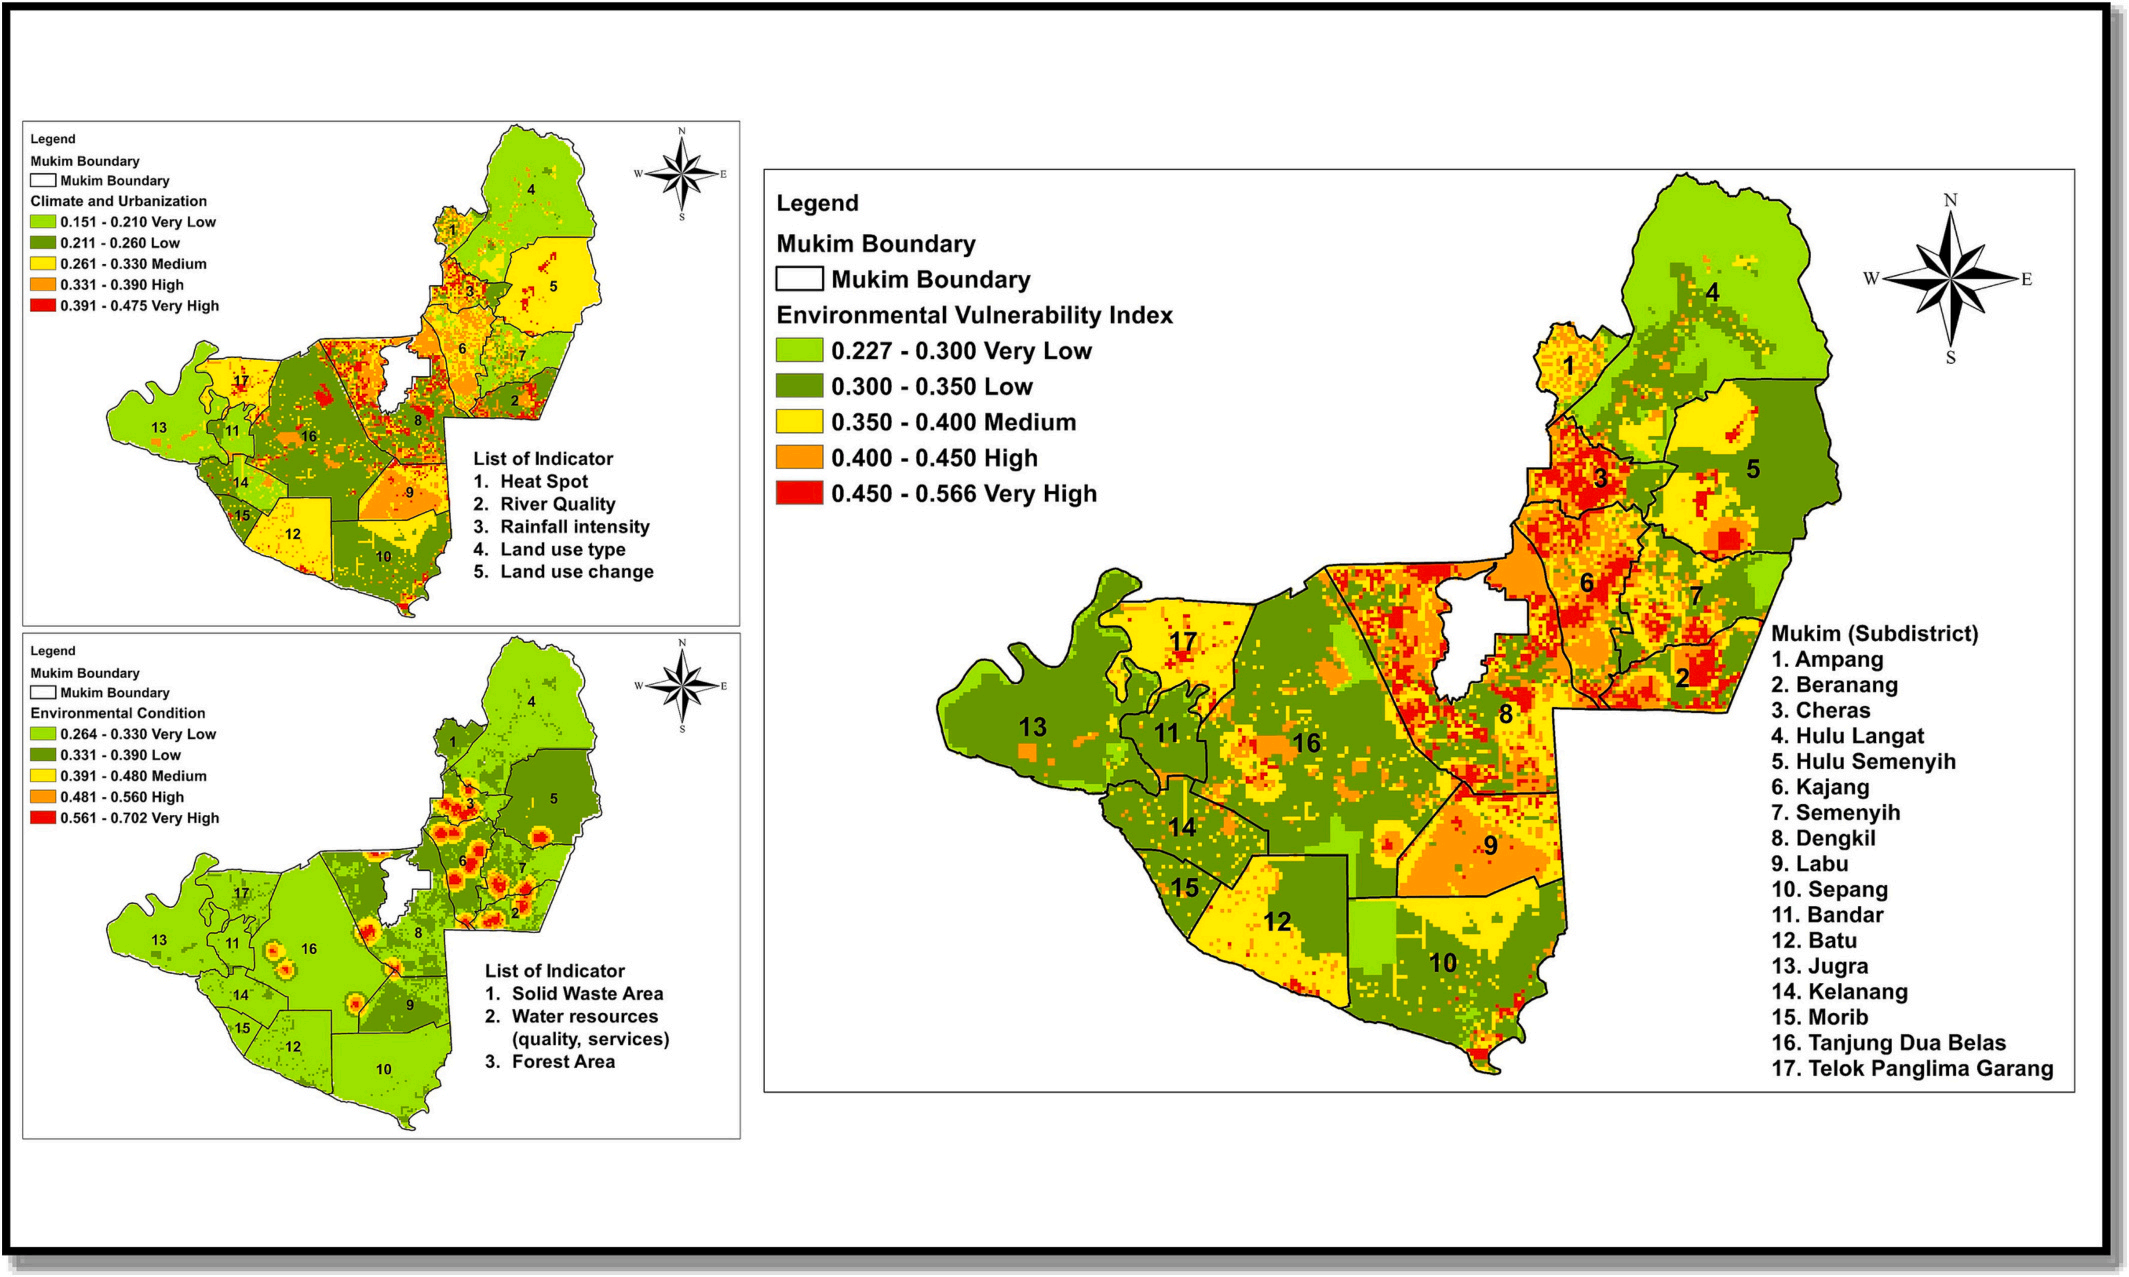 Legend
Mukim Boundary
Mukim Boundary
Climate and Urbanization
0.151 - 0.210 Very Low
0.211 - 0.260 Low
0.261 - 0.330 Medium
0.331 - 0.390 High
0.391 - 0.475 Very High
N
W E
S
4
1
3
5
6
7
2
17
13
11
16
8
14
9
15
12
10
List of Indicator
1. Heat Spot
2. River Quality
3. Rainfall intensity
4. Land use type
5. Land use change
Legend
Mukim Boundary
Mukim Boundary
Environmental Condition
0.264 - 0.330 Very Low
0.331 - 0.390 Low
0.391 - 0.480 Medium
0.481 - 0.560 High
0.561 - 0.702 Very High
N
W E
S
4
1
3
5
6
7
2
17
13
11
16
8
14
9
15
12
10
List of Indicator
1. Solid Waste Area
2. Water resources
(quality, services)
3. Forest Area
Legend
Mukim Boundary
Mukim Boundary
Environmental Vulnerability Index
0.227 - 0.300 Very Low
0.300 - 0.350 Low
0.350 - 0.400 Medium
0.400 - 0.450 High
0.450 - 0.566 Very High
N
W E
S
4
1
5
3
6
7
17
2
13
11
16
8
14
9
15
12
10
Mukim (Subdistrict)
1. Ampang
2. Beranang
3. Cheras
4. Hulu Langat
5. Hulu Semenyih
6. Kajang
7. Semenyih
8. Dengkil
9. Labu
10. Sepang
11. Bandar
12. Batu
13. Jugra
14. Kelanang
15. Morib
16. Tanjung Dua Belas
17. Telok Panglima Garang